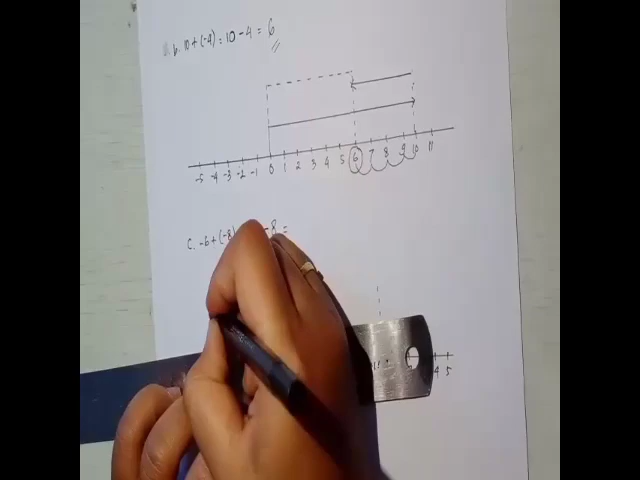 b. 10 + (-4) = 10 - 4 = 6
-5 -4 -3 -2 -1 0 1 2 3 4 5 6 7 8 9 10 11
c. -6 + (-8) - 8 =
4 5